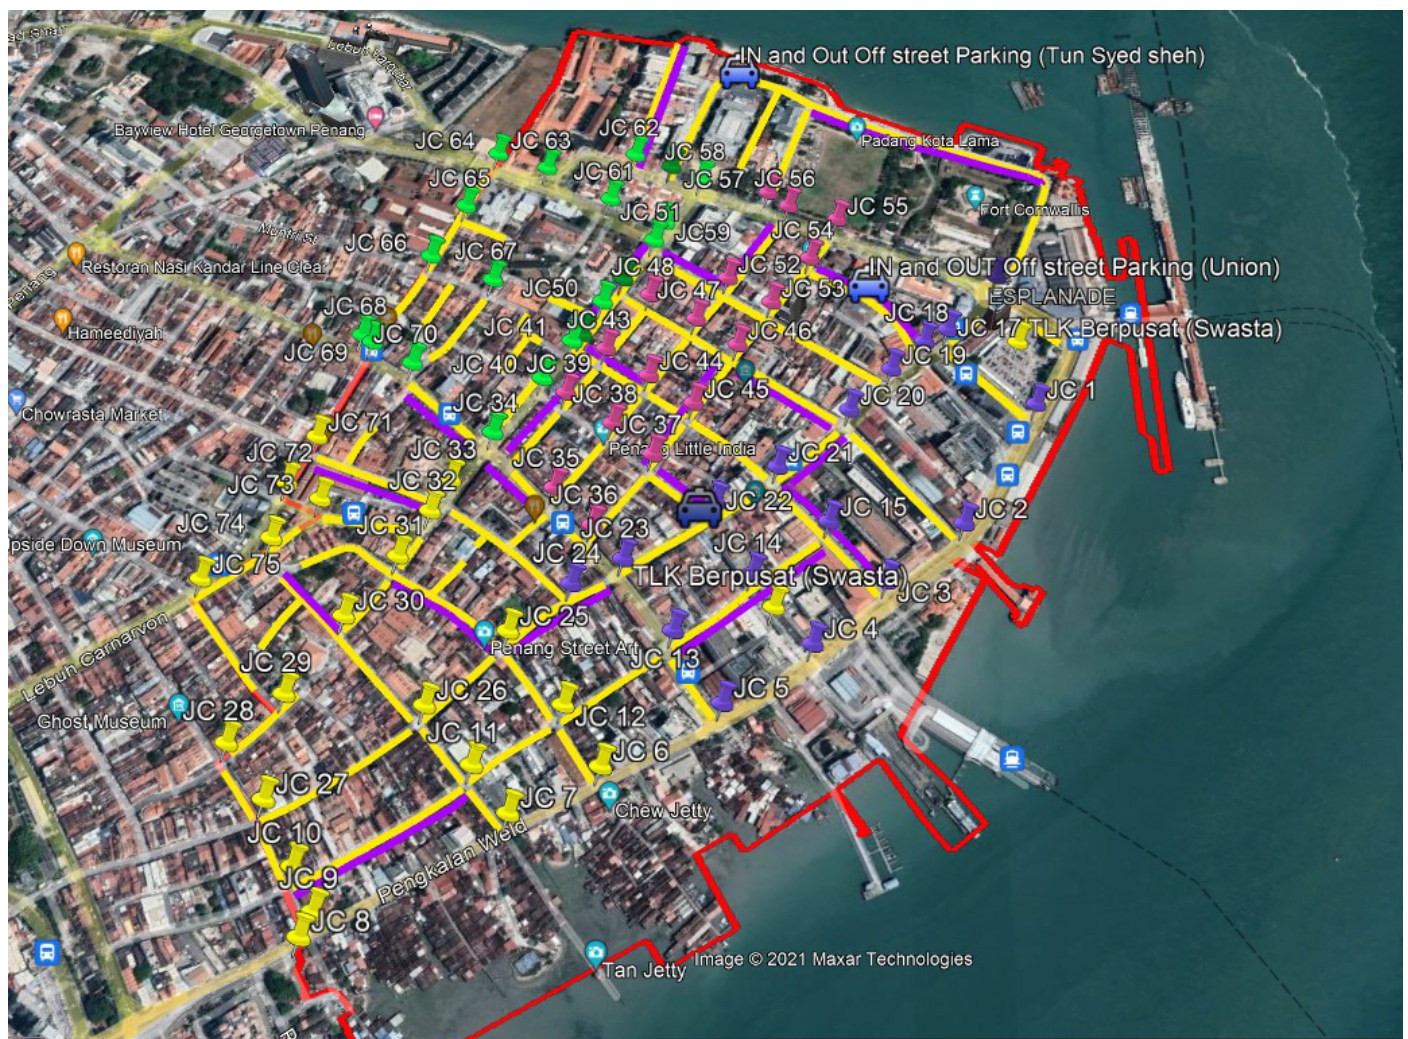 IN and Out Off street Parking (Tun Syed sheh)
Bayview Hotel Georgetown Penang
JC 64
JC 63
JC 62
Padang Kota Lama
JC 58
JC 57
JC 56
JC 65
JC 61
JC 51
JC 55
Fort Cornwallis
Muntri St
JC 66
JC 67
JC59
JC 54
Restoran Nasi Kandar Line Clear
JC 48
JC 52
IN and OUT Off street Parking (Union)
Penang
JC50
JC 47
JC 53
ESPLANADE
JC 68
JC 18
Hameediyah
JC 70
JC 41
JC 43
JC 46
JC 17
TLK Berpusat (Swasta)
JC 69
JC 40
JC 39
JC 44
JC 19
JC 38
JC 45
JC 20
JC 1
Chowrasta Market
JC 34
JC 71
JC 37
Penang Little India
JC 72
JC 33
JC 35
JC 21
JC 73
JC 32
JC 36
JC 22
JC 15
JC 2
JC 74
JC 31
JC 23
JC 14
pside Down Museum
JC 75
JC 24
TLK Berpusat (Swasta)
JC 3
JC 30
JC 25
JC 4
Lebuh Carnarvon
Penang Street Art
JC 29
JC 13
JC 26
JC 5
Ghost Museum
JC 28
JC 12
JC 11
JC 6
JC 27
JC 7
Chew Jetty
JC 10
Pengkalan Weld
JC 9
JC 8
Image © 2021 Maxar Technologies
Tan Jetty